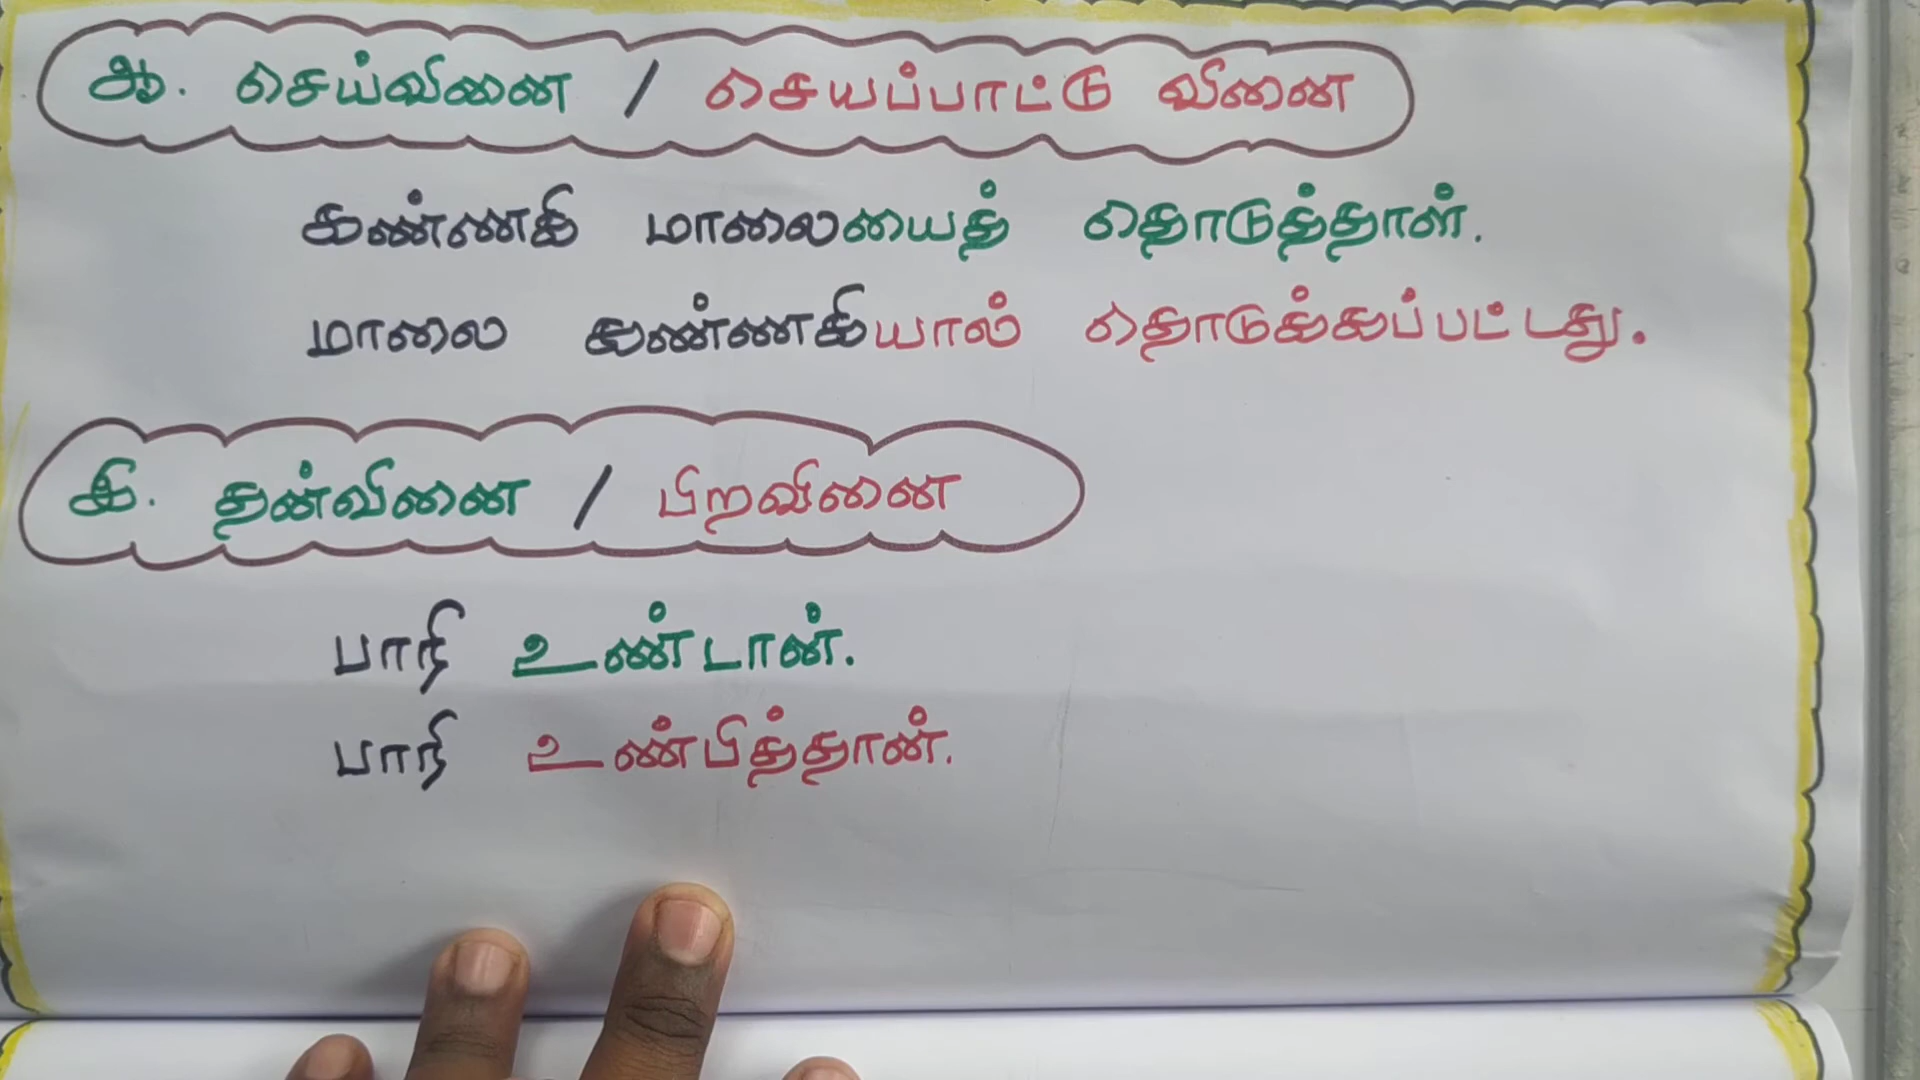 ஆ. செய்வினை / செயப்பாட்டு வினை
கண்ணகி மாலையைத் தொடுத்தாள்.
மாலை கண்ணகியால் தொடுக்கப்பட்டது.
இ. தன்வினை / பிறவினை
பாரி உண்டான்.
பாரி உண்பித்தான்.